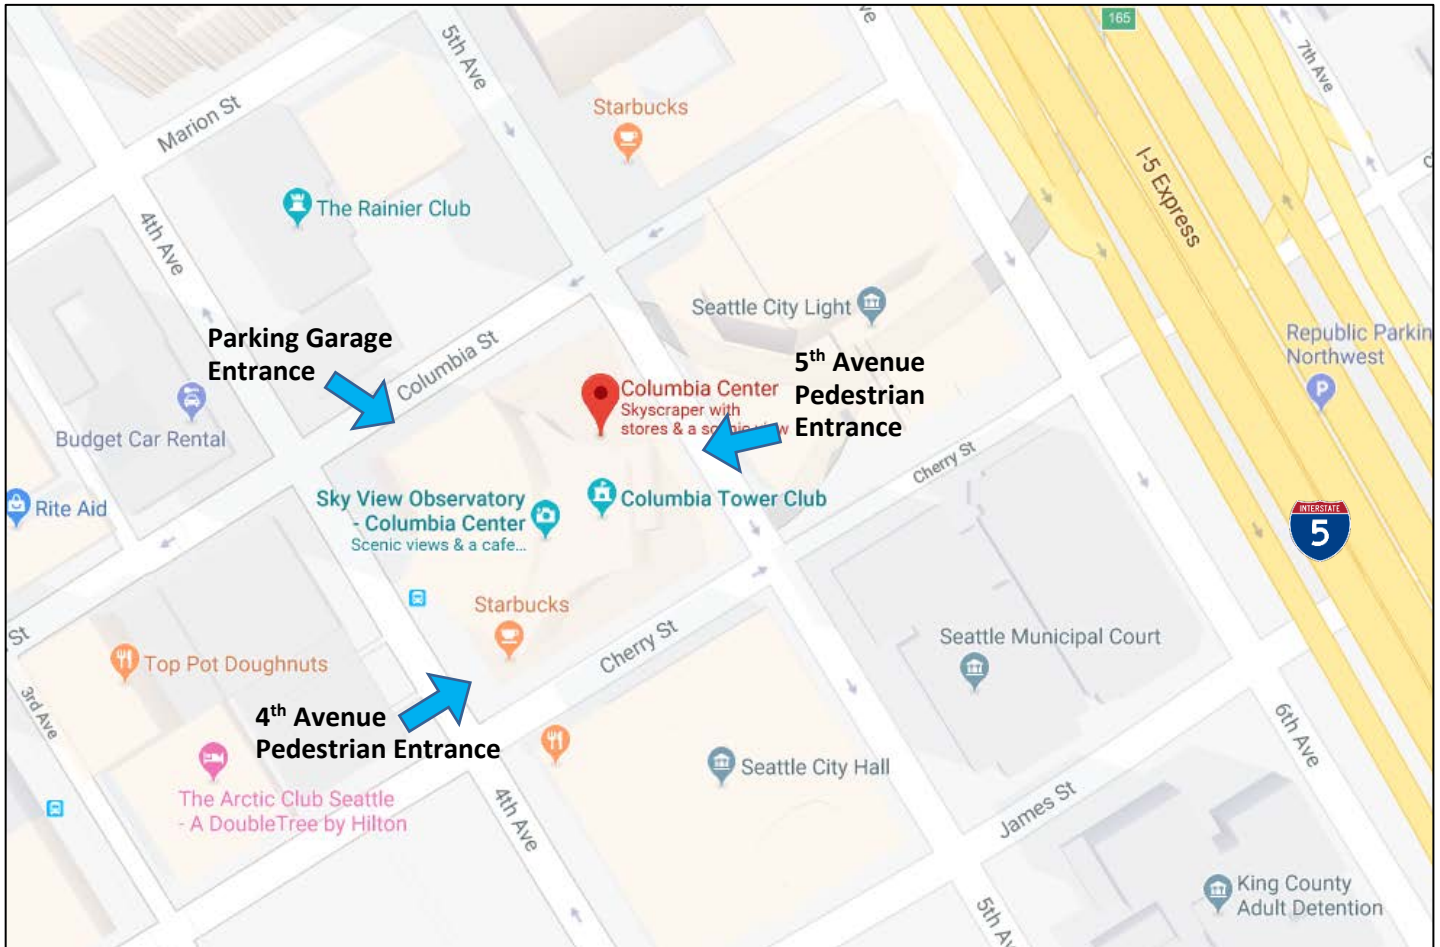 165
5th Ave
ve
7th Ave
Marion St
Starbucks
I-5 Express
The Rainier Club
4th Ave
Seattle City Light
Parking Garage
Entrance
Columbia St
5th Avenue
Pedestrian
Entrance
Republic Parkin
Northwest
P
Columbia Center
Skyscraper with
stores & a scenic view
Budget Car Rental
Cherry St
Rite Aid
Sky View Observatory
- Columbia Center
Scenic views & a cafe...
Columbia Tower Club
INTERSTATE
5
Starbucks
St
Cherry St
Seattle Municipal Court
Top Pot Doughnuts
3rd Ave
4th Avenue
Pedestrian Entrance
6th Ave
Seattle City Hall
The Arctic Club Seattle
- A DoubleTree by Hilton
4th Ave
James St
King County
Adult Detention
5th Av